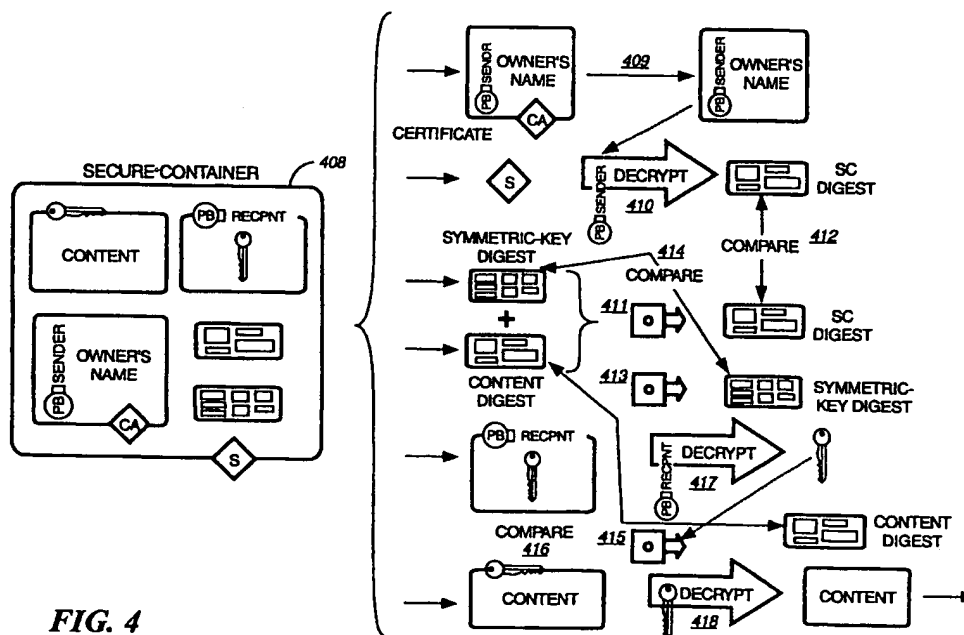 SECURE CONTAINER
408
CONTENT
PB
RECPNT
OWNER'S
NAME
PB
SENDER
CA
S
OWNER'S
NAME
PB
SENDR
CA
409
OWNER'S
NAME
PB
SENDER
CERTIFICATE
S
DECRYPT
410
PB
SENDER
SC
DIGEST
COMPARE
412
SYMMETRIC-KEY
DIGEST
414
COMPARE
+
411
SC
DIGEST
CONTENT
DIGEST
413
SYMMETRIC-
KEY DIGEST
PB
RECPNT
DECRYPT
417
PB
RECPNT
COMPARE
416
415
CONTENT
DIGEST
CONTENT
DECRYPT
418
CONTENT
FIG. 4